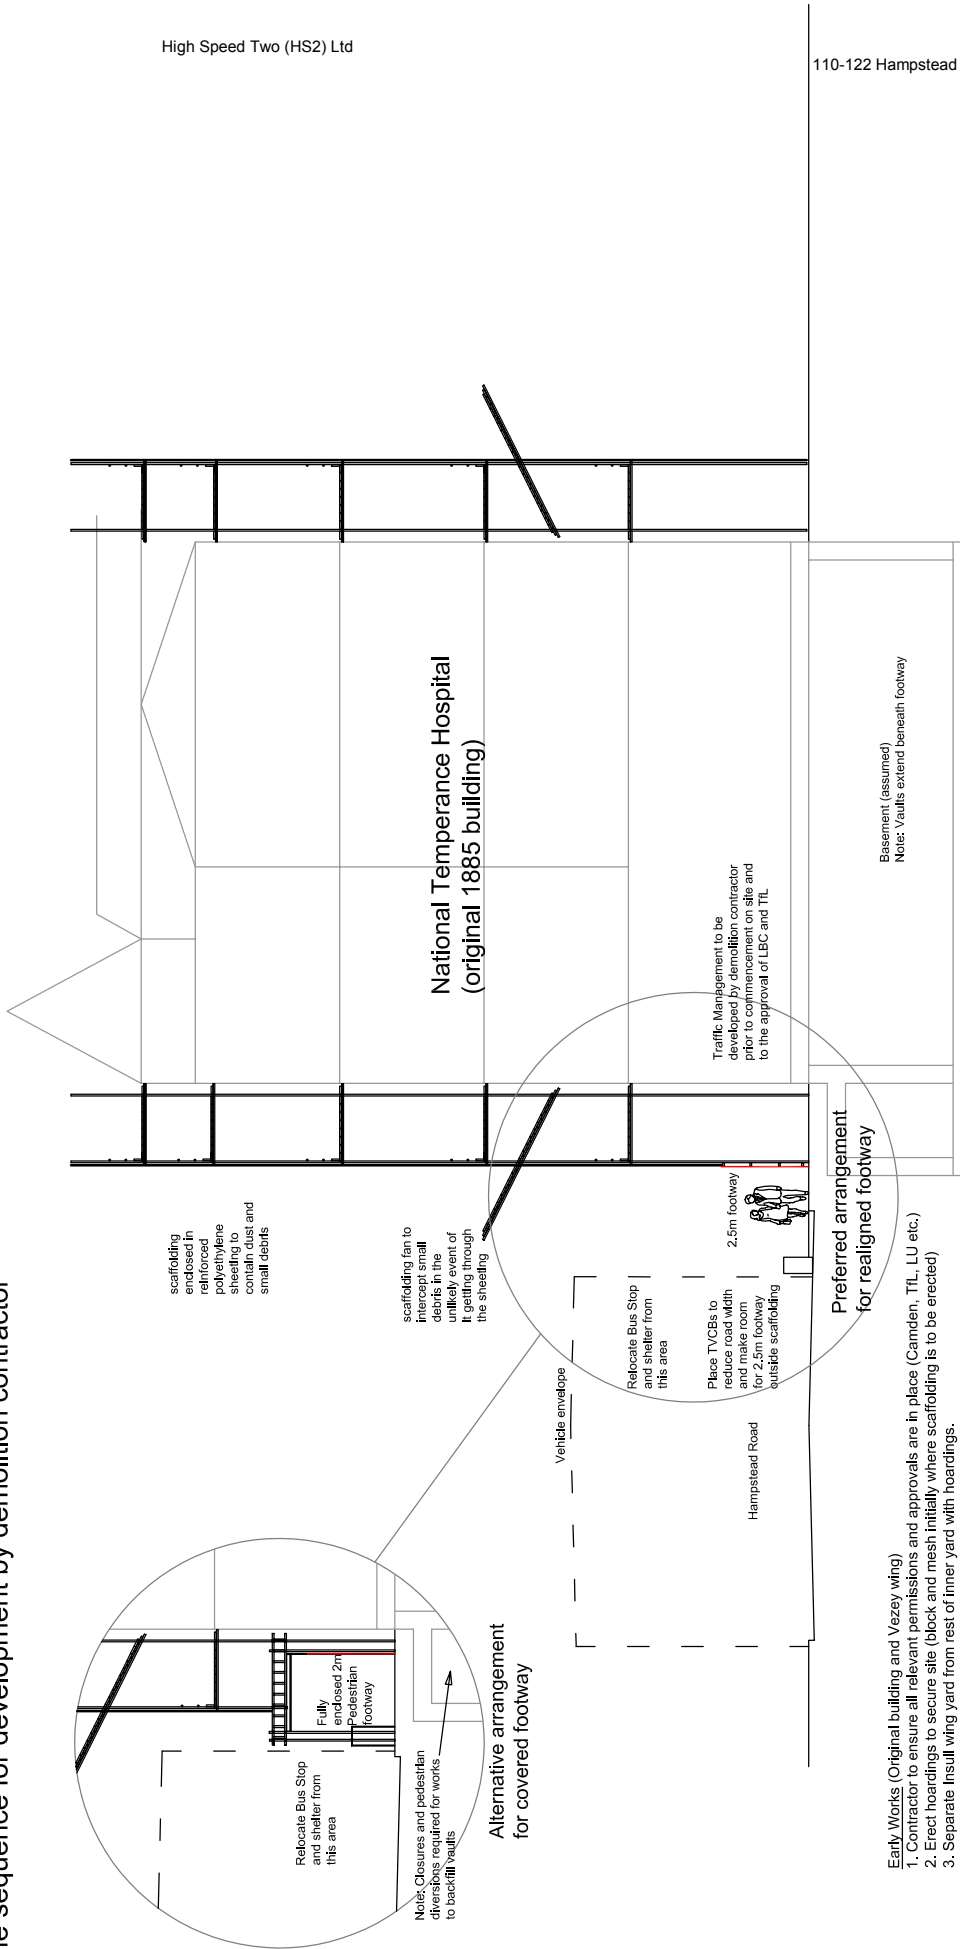 High Speed Two (HS2) Ltd
110-122 Hampstead
sequence for development by demolition contractor
scaffolding
enclosed in
reinforced
polyethylene
sheeting to
contain dust and
small debris
scaffolding fan to
intercept small
debris in the
unlikely event of
it getting through
the sheeting
National Temperance Hospital
(original 1885 building)
Traffic Management to be
developed by demolition contractor
prior to commencement on site and
to the approval of LBC and TfL
Basement (assumed)
Note: Vaults extend beneath footway
2.5m footway
Relocate Bus Stop
and shelter from
this area
Place TVCBs to
reduce road width
and make room
for 2.5m footway
outside scaffolding
Preferred arrangement
for realigned footway
Vehicle envelope
Hampstead Road
Fully
enclosed 2m
Pedestrian
footway
Relocate Bus Stop
and shelter from
this area
Note: Closures and pedestrian
diversions required for works
to backfill vaults
Alternative arrangement
for covered footway
Early Works (Original building and Vezey wing)
1. Contractor to ensure all relevant permissions and approvals are in place (Camden, TfL, LU etc.)
2. Erect hoardings to secure site (block and mesh initially where scaffolding is to be erected)
3. Separate Insull wing yard from rest of inner yard with hoardings.